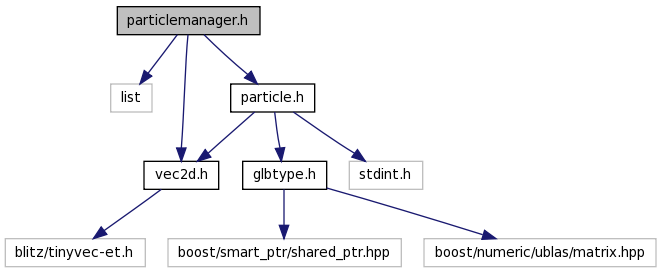 particlemanager.h
list
particle.h
vec2d.h
glbtype.h
stdint.h
blitz/tinyvec-et.h
boost/smart_ptr/shared_ptr.hpp
boost/numeric/ublas/matrix.hpp